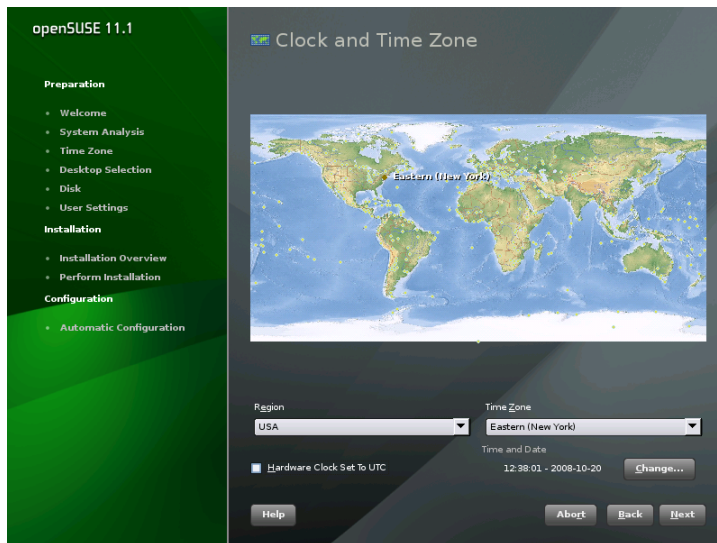 openSUSE 11.1
Clock and Time Zone
Preparation
Welcome
System Analysis
Time Zone
Desktop Selection
Disk
User Settings
Installation
Installation Overview
Perform Installation
Configuration
Automatic Configuration
Eastern (New York)
Region
Time Zone
USA
Eastern (New York)
Time and Date
Hardware Clock Set To UTC
12:38:01 - 2008-10-20
Change...
Help
Abort
Back
Next